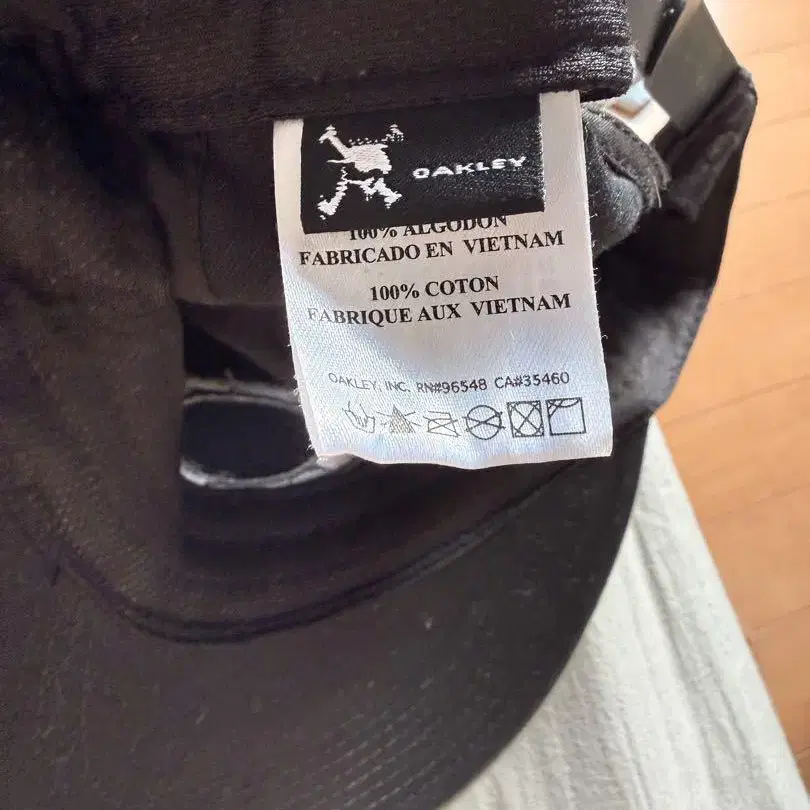 OAKLEY
100% ALGODON
FABRICADO EN VIETNAM
100% COTON
FABRIQUE AUX VIETNAM
OAKLEY, INC. RN#96548 CA#35460